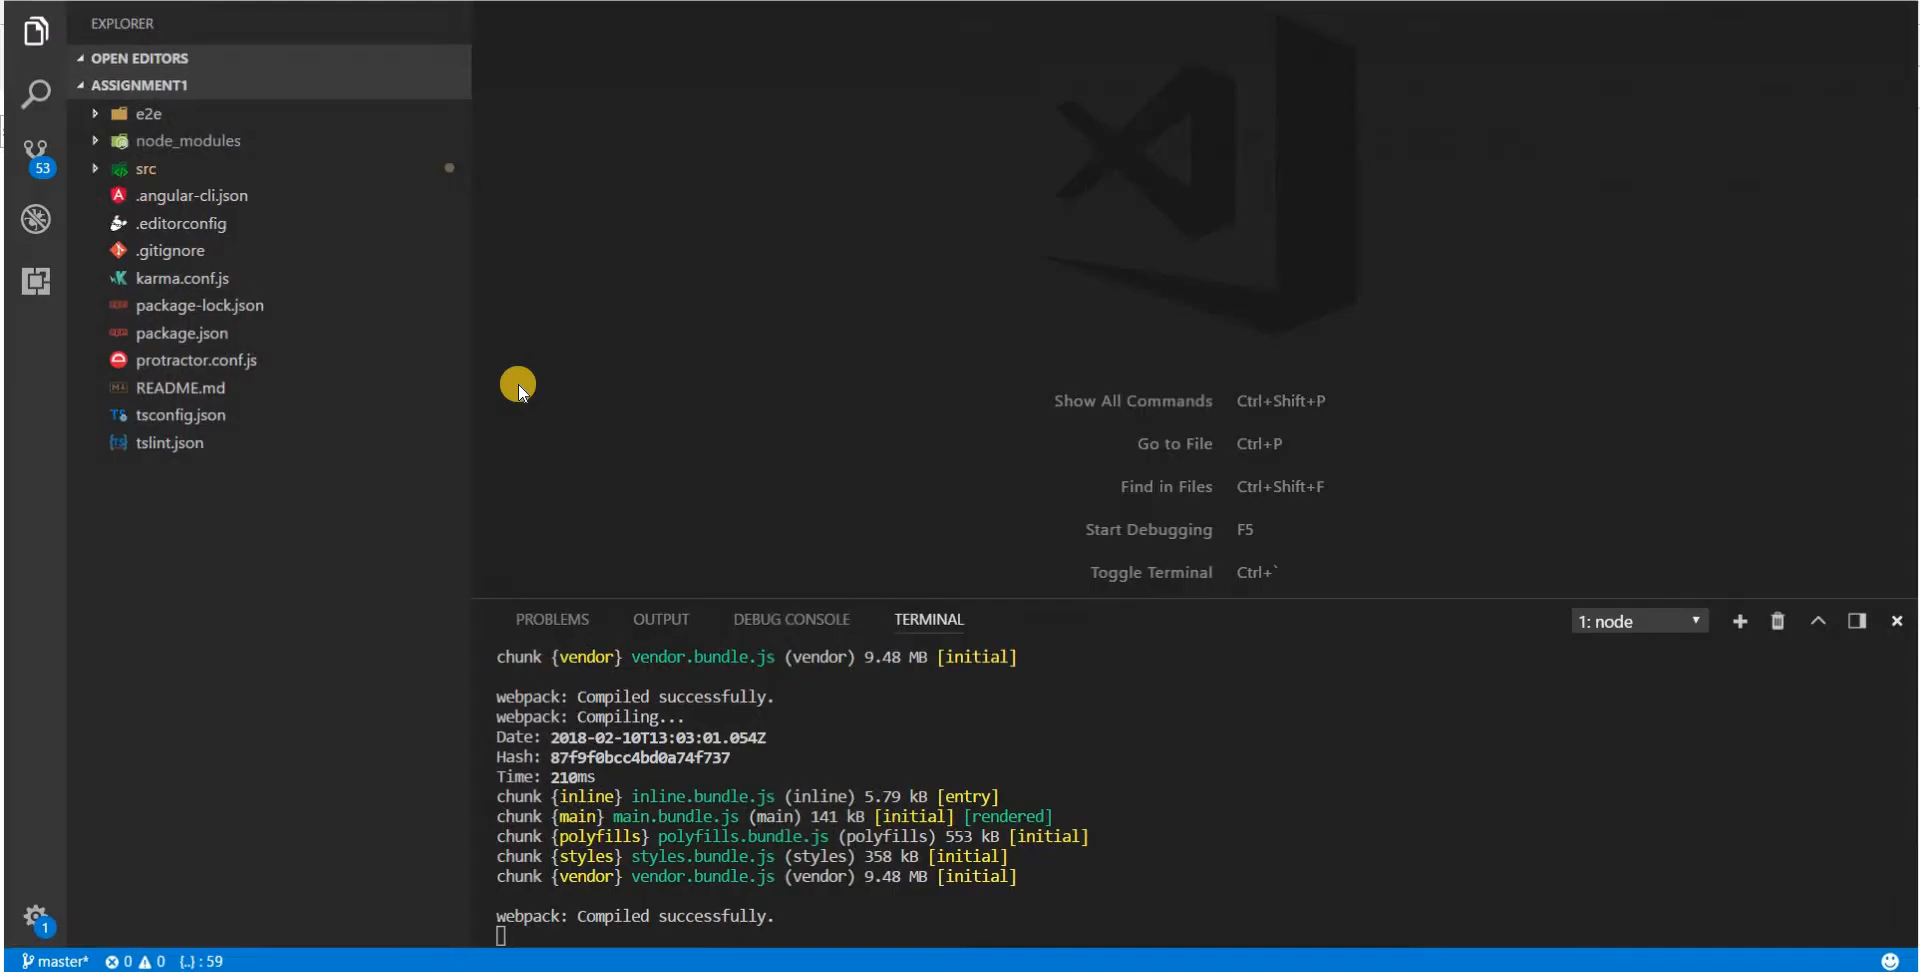 EXPLORER
OPEN EDITORS
ASSIGNMENT1
e2e
node_modules
src
.angular-cli.json
.editorconfig
.gitignore
karma.conf.js
package-lock.json
package.json
protractor.conf.js
README.md
tsconfig.json
tslint.json
53
1
Show All Commands Ctrl+Shift+P
Go to File Ctrl+P
Find in Files Ctrl+Shift+F
Start Debugging F5
Toggle Terminal Ctrl+`
PROBLEMS OUTPUT DEBUG CONSOLE TERMINAL 1: node
chunk {vendor} vendor.bundle.js (vendor) 9.48 MB [initial]
webpack: Compiled successfully.
webpack: Compiling...
Date: 2018-02-10T13:03:01.054Z
Hash: 87f9f0bcc4bd0a74f737
Time: 210ms
chunk {inline} inline.bundle.js (inline) 5.79 kB [entry]
chunk {main} main.bundle.js (main) 141 kB [initial] [rendered]
chunk {polyfills} polyfills.bundle.js (polyfills) 553 kB [initial]
chunk {styles} styles.bundle.js (styles) 358 kB [initial]
chunk {vendor} vendor.bundle.js (vendor) 9.48 MB [initial]
webpack: Compiled successfully.
master* 0 0 {..} : 59